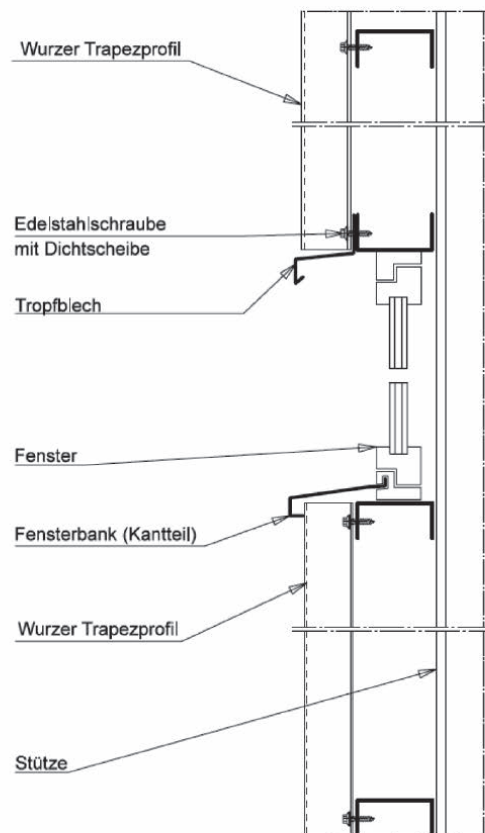 Wurzer Trapezprofil
Edelstahlschraube
mit Dichtscheibe
Tropfblech
Fenster
Fensterbank (Kantteil)
Wurzer Trapezprofil
Stütze